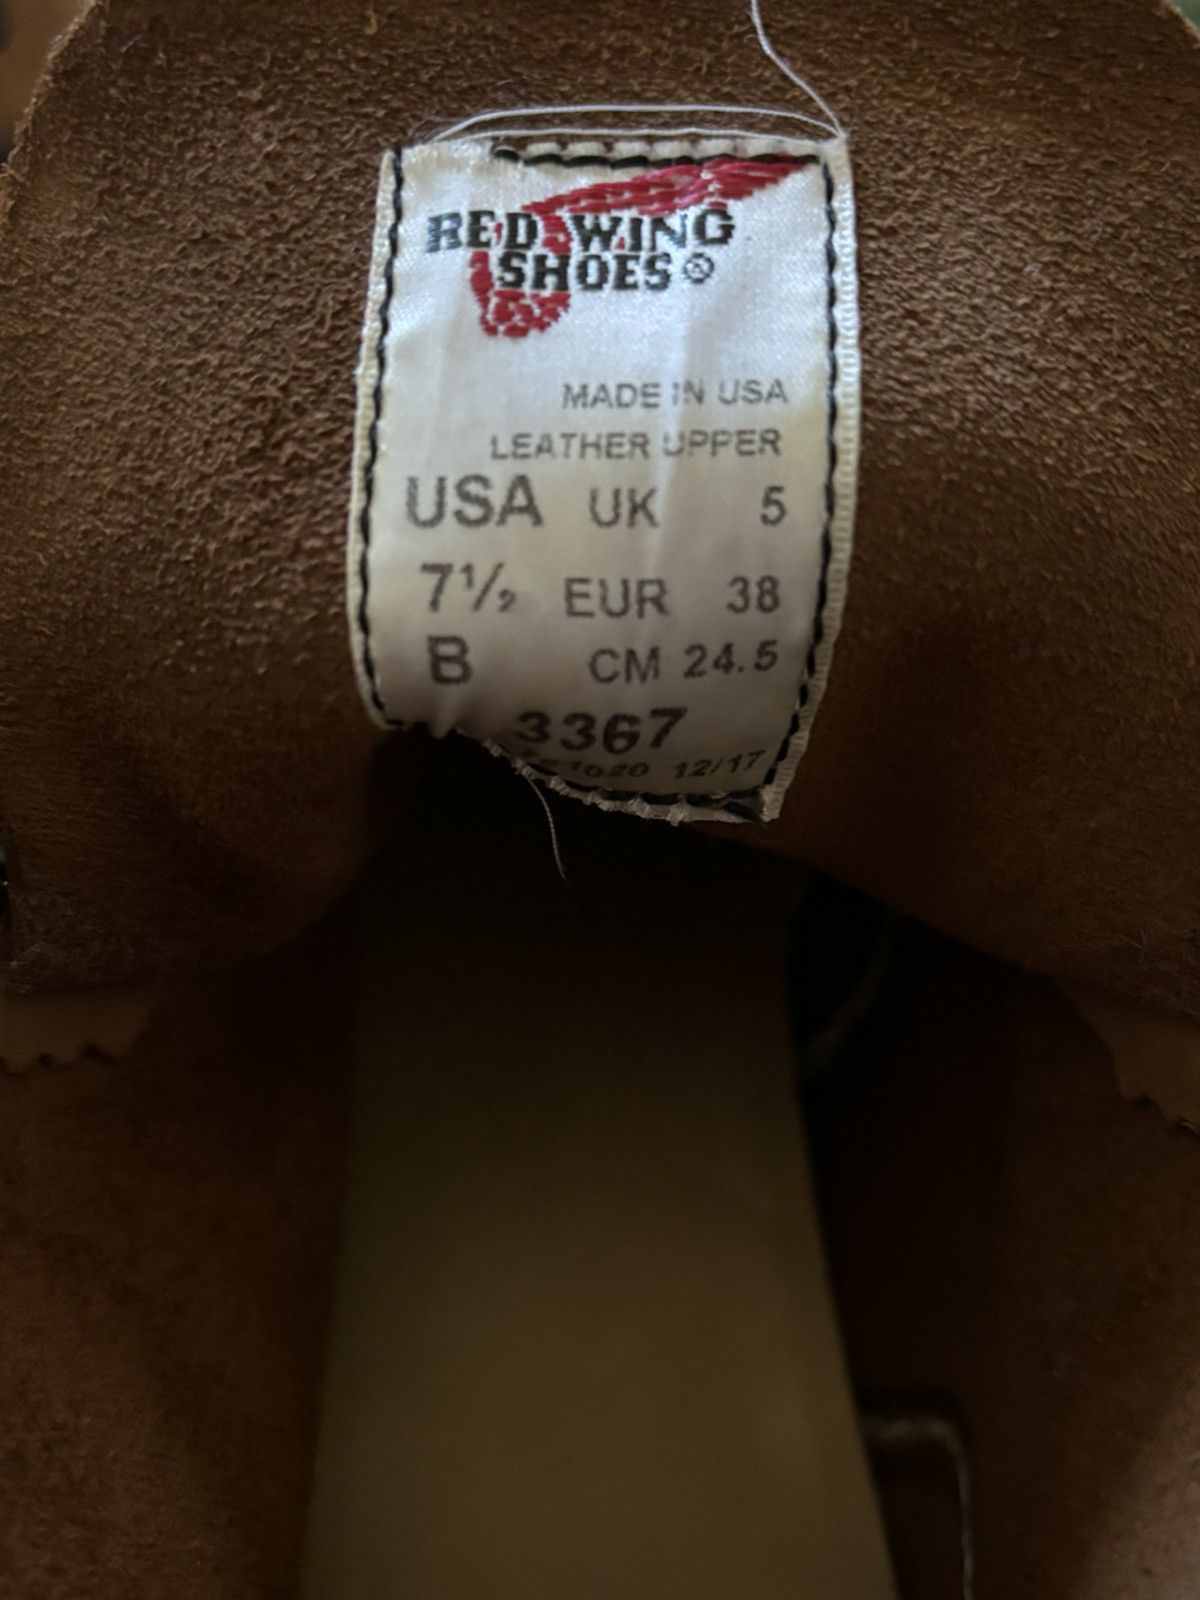 RED WING
SHOES®
MADE IN USA
LEATHER UPPER
USA UK 5
7½ EUR 38
B CM 24.5
3367
1020 12/17